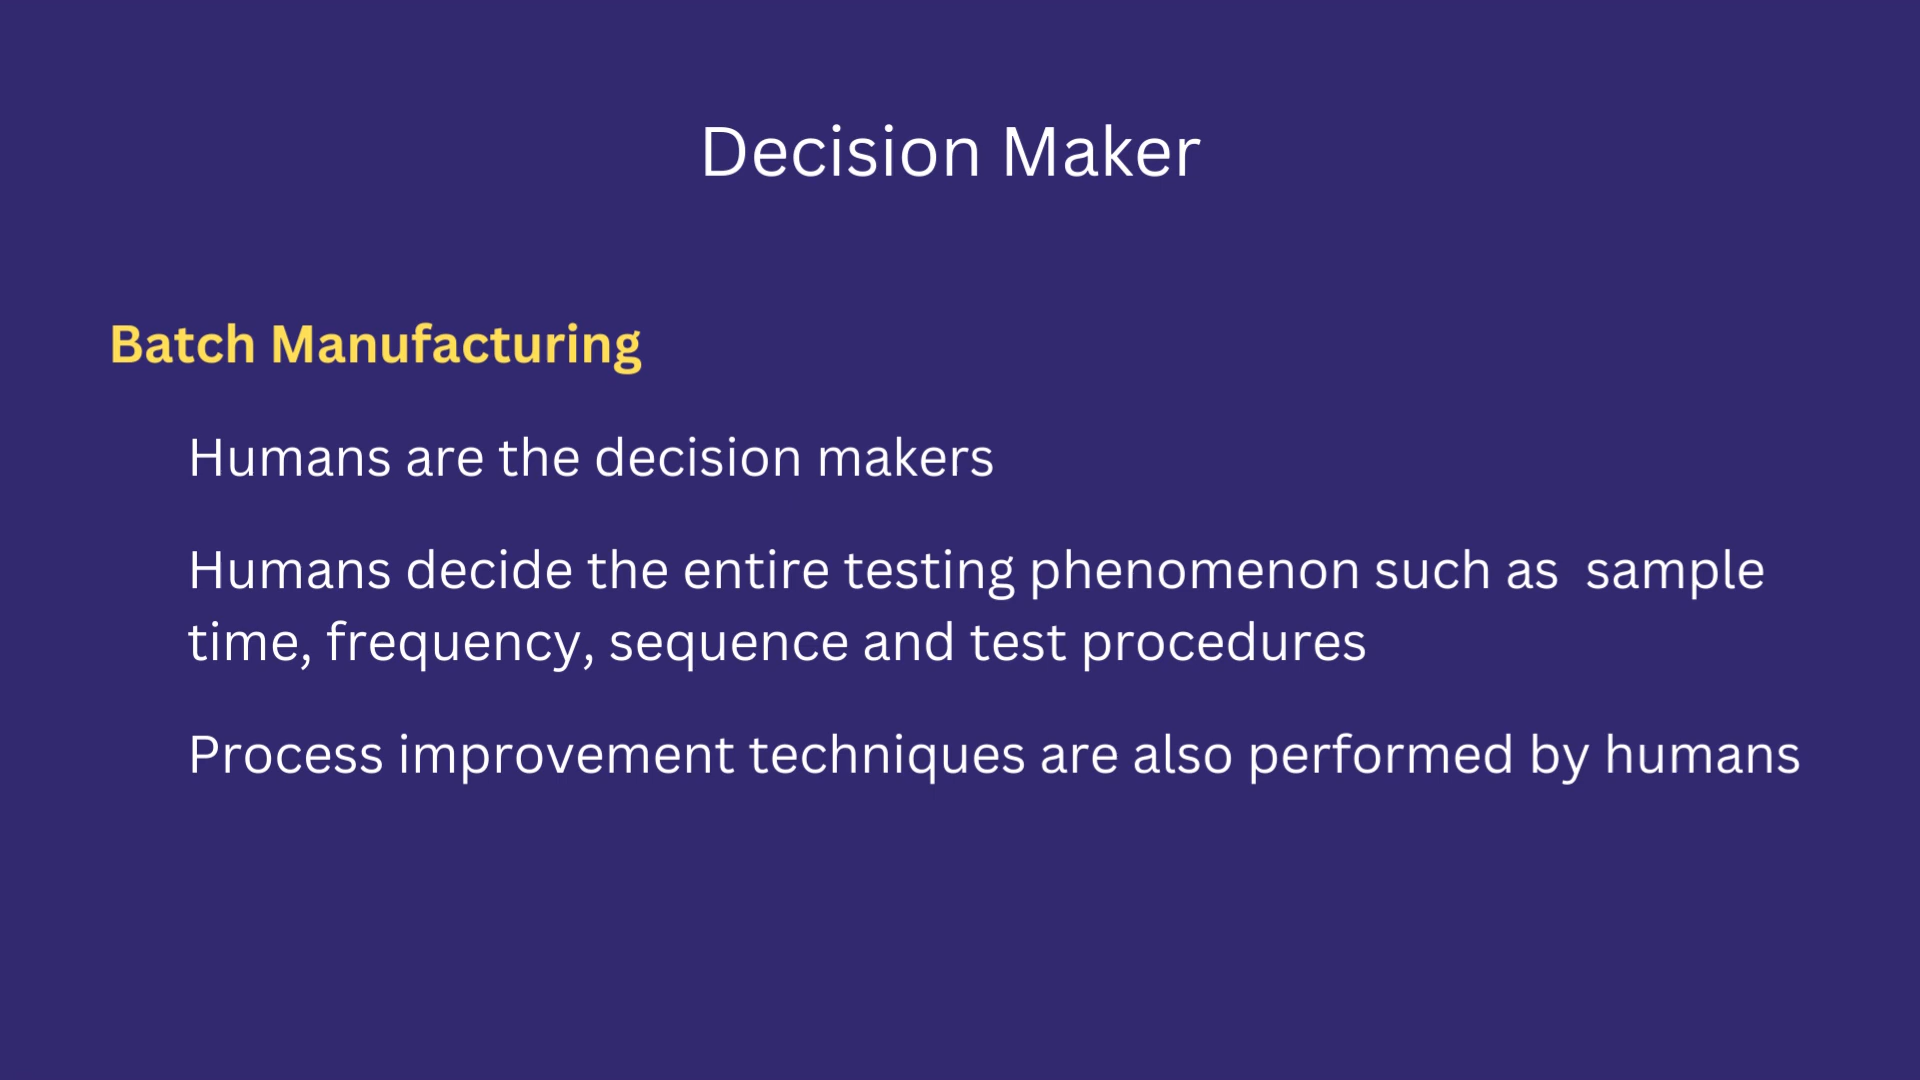 Decision Maker
Batch Manufacturing
Humans are the decision makers
Humans decide the entire testing phenomenon such as  sample
time, frequency, sequence and test procedures
Process improvement techniques are also performed by humans